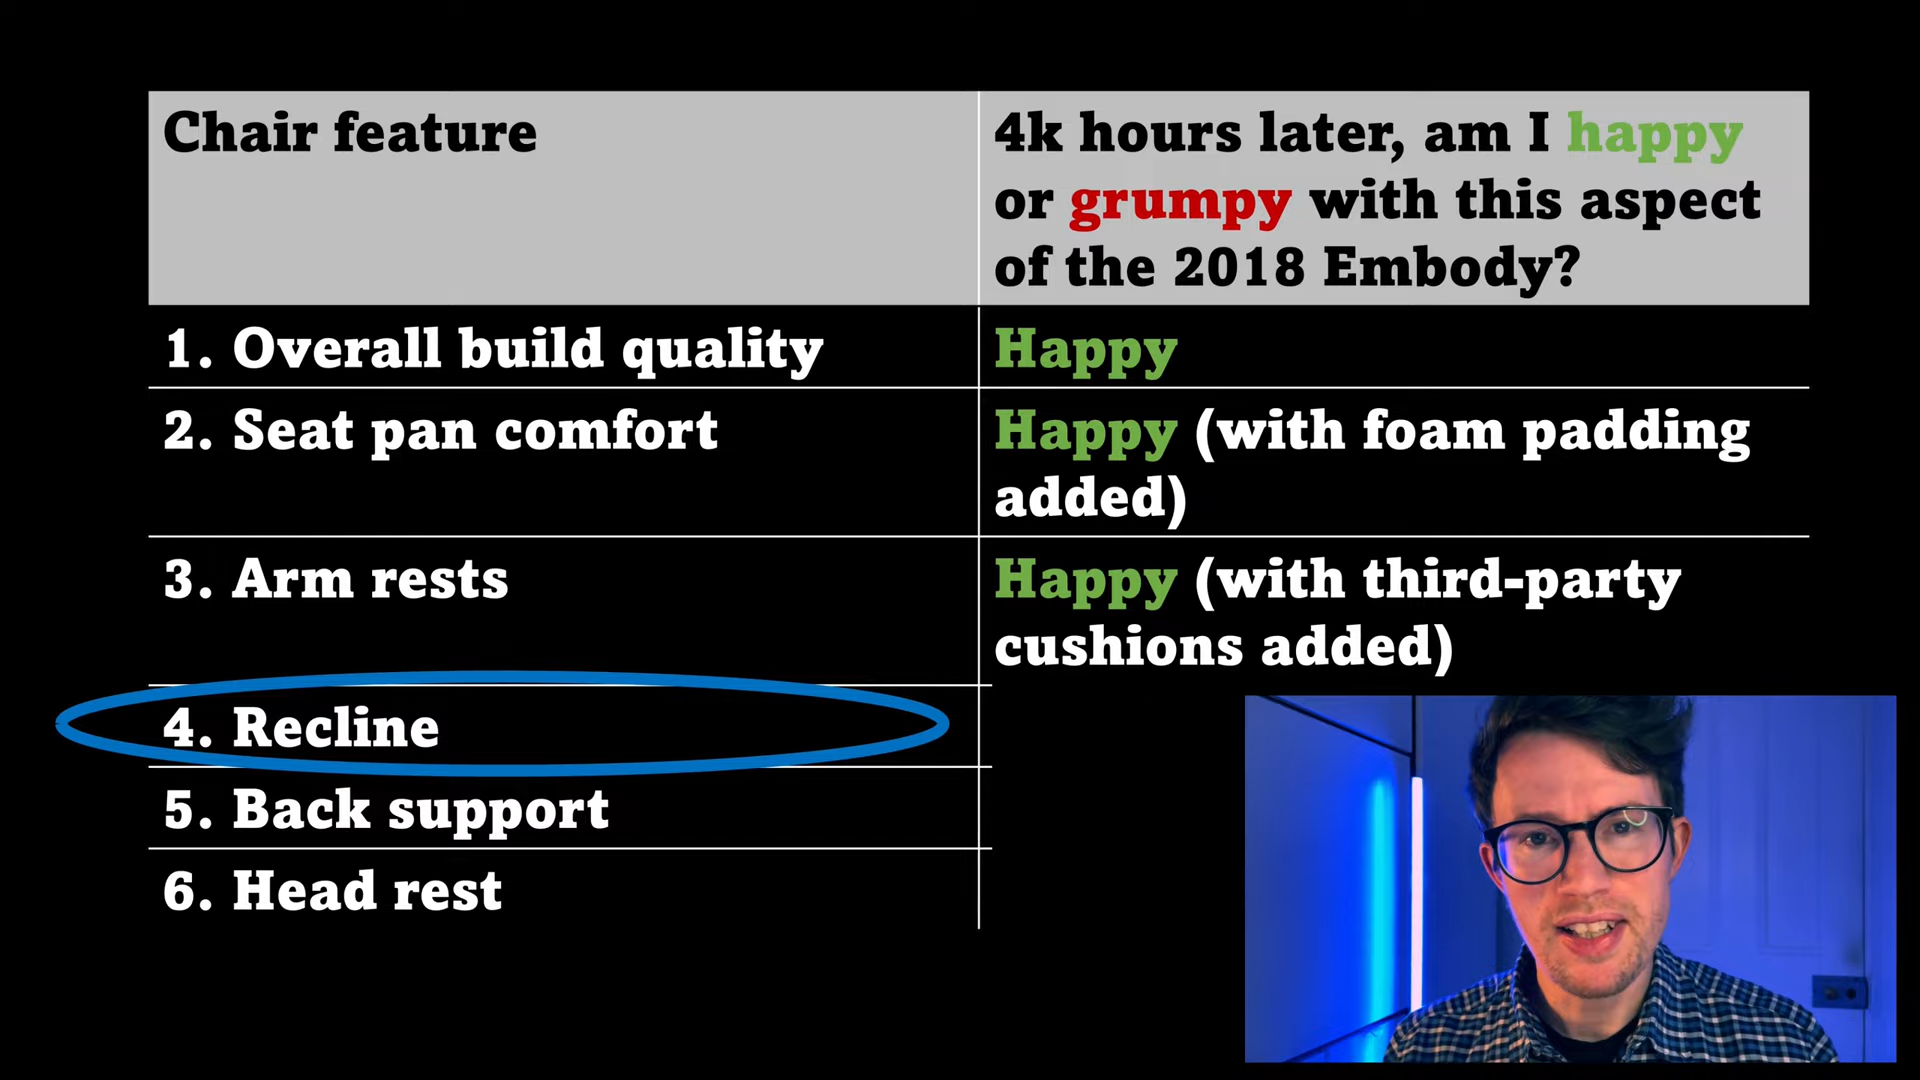 Chair feature
4k hours later, am I happy
or grumpy with this aspect
of the 2018 Embody?
1. Overall build quality
Happy
2. Seat pan comfort
Happy (with foam padding
added)
3. Arm rests
Happy (with third-party
cushions added)
4. Recline
5. Back support
6. Head rest